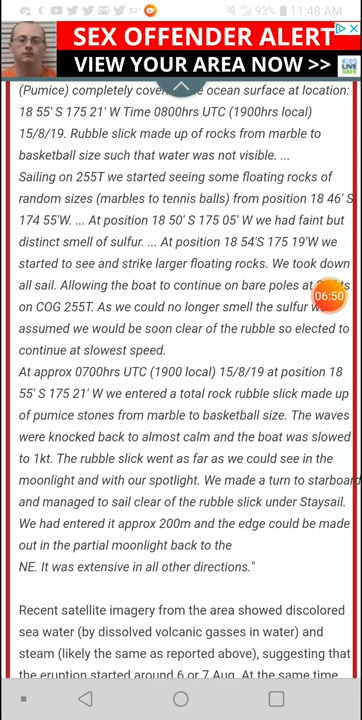 52°
93% 11:48 AM
SEX OFFENDER ALERT
VIEW YOUR AREA NOW >>
KIDS LIVE SAFE
(Pumice) completely ocean surface at location:
18 55' S 175 21' W Time 0800hrs UTC (1900hrs local)
15/8/19. Rubble slick made up of rocks from marble to
basketball size such that water was not visible. ...
Sailing on 255T we started seeing some floating rocks of
random sizes (marbles to tennis balls) from position 18 46' S
174 55'W. ... At position 18 50' S 175 05' W we had faint but
distinct smell of sulfur. ... At position 18 54'S 175 19'W we
started to see and strike larger floating rocks. We took down
all sail. Allowing the boat to continue on bare poles at
06:50
on COG 255T. As we could no longer smell the sulfur
assumed we would be soon clear of the rubble so elected to
continue at slowest speed.
At approx 0700hrs UTC (1900 local) 15/8/19 at position 18
55' S 175 21' W we entered a total rock rubble slick made up
of pumice stones from marble to basketball size. The waves
were knocked back to almost calm and the boat was slowed
to 1kt. The rubble slick went as far as we could see in the
moonlight and with our spotlight. We made a turn to starboard
and managed to sail clear of the rubble slick under Staysail.
We had entered it approx 200m and the edge could be made
out in the partial moonlight back to the
NE. It was extensive in all other directions."
Recent satellite imagery from the area showed discolored
sea water (by dissolved volcanic gasses in water) and
steam (likely the same as reported above), suggesting that
the eruption started around 6 or 7 Aug. At the same time